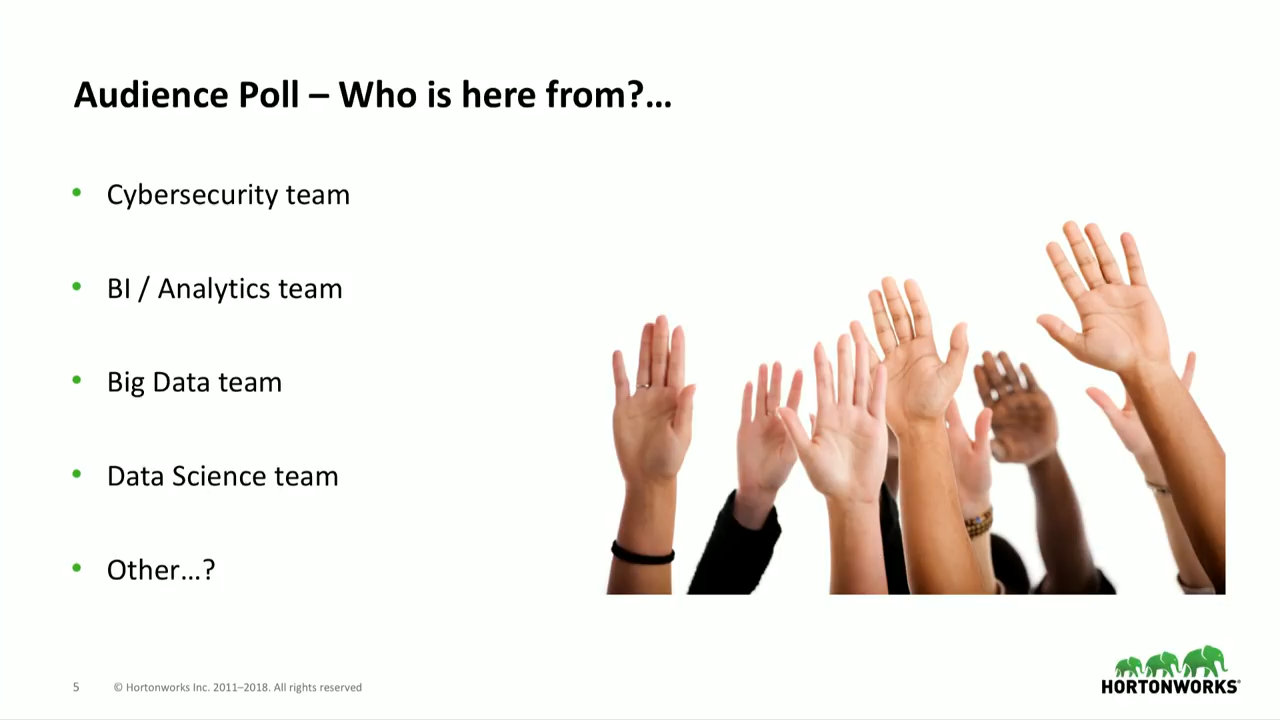 Audience Poll – Who is here from?...
• Cybersecurity team
• BI / Analytics team
• Big Data team
• Data Science team
• Other...?
5 © Hortonworks Inc. 2011–2018. All rights reserved
HORTONWORKS®